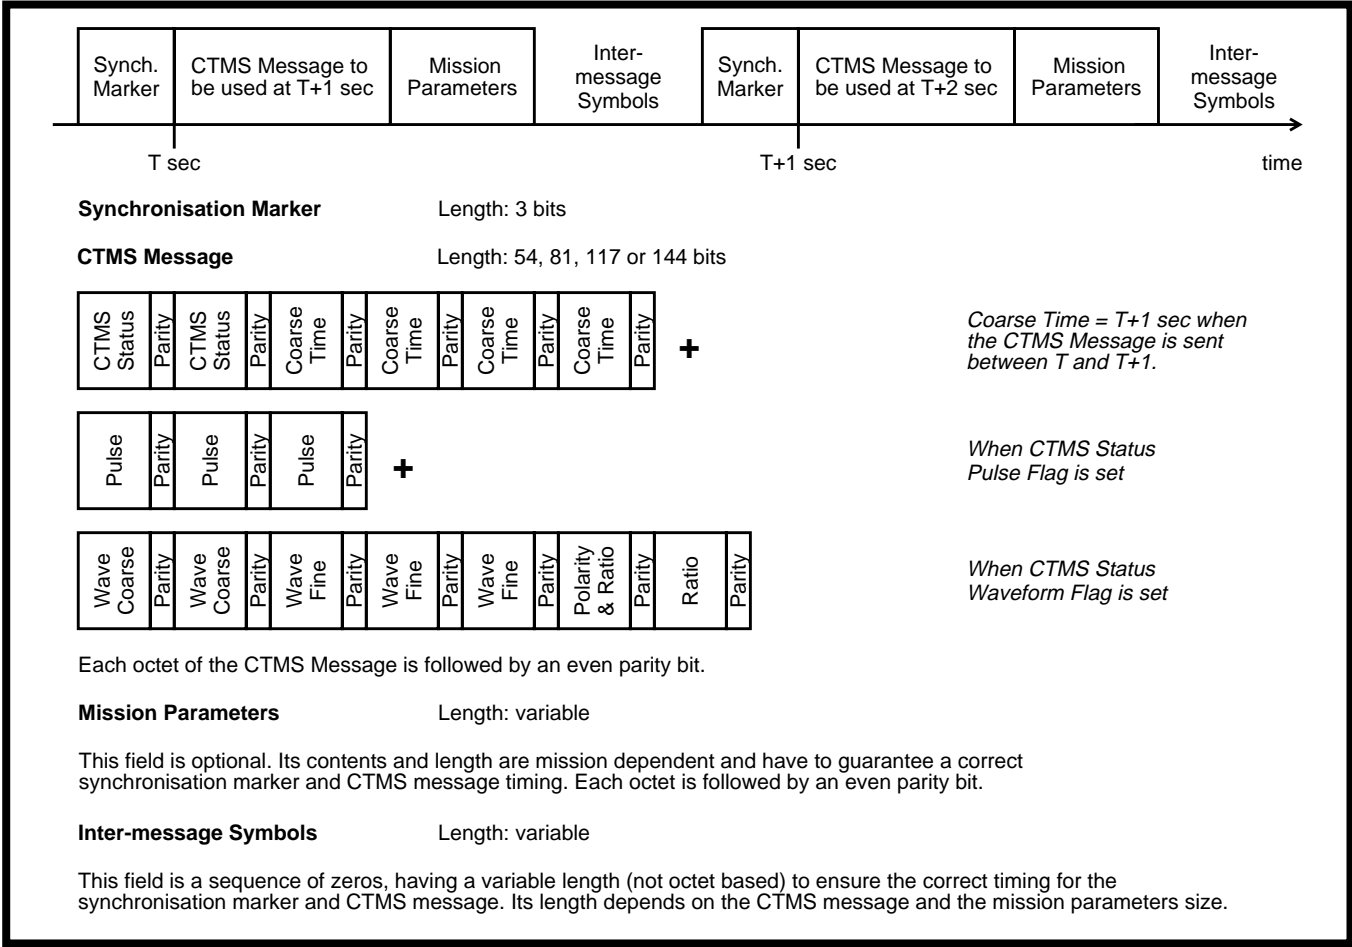 Synch.
Marker
CTMS Message to
be used at T+1 sec
Mission
Parameters
Inter-
message
Symbols
Synch.
Marker
CTMS Message to
be used at T+2 sec
Mission
Parameters
Inter-
message
Symbols
T sec
T+1 sec
time
Synchronisation Marker Length: 3 bits
CTMS Message Length: 54, 81, 117 or 144 bits
CTMS
Status
Parity
CTMS
Status
Parity
Coarse
Time
Parity
Coarse
Time
Parity
Coarse
Time
Parity
Coarse
Time
Parity
+
Coarse Time = T+1 sec when
the CTMS Message is sent
between T and T+1.
Pulse
Parity
Pulse
Parity
Pulse
Parity
+
When CTMS Status
Pulse Flag is set
Wave
Coarse
Parity
Wave
Coarse
Parity
Wave
Fine
Parity
Wave
Fine
Parity
Wave
Fine
Parity
Polarity
& Ratio
Parity
Ratio
Parity
When CTMS Status
Waveform Flag is set
Each octet of the CTMS Message is followed by an even parity bit.
Mission Parameters Length: variable
This field is optional. Its contents and length are mission dependent and have to guarantee a correct
synchronisation marker and CTMS message timing. Each octet is followed by an even parity bit.
Inter-message Symbols Length: variable
This field is a sequence of zeros, having a variable length (not octet based) to ensure the correct timing for the
synchronisation marker and CTMS message. Its length depends on the CTMS message and the mission parameters size.